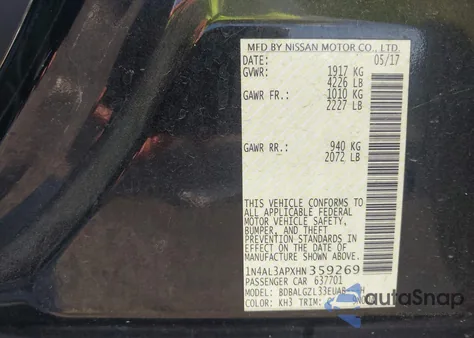 MFD.BY NISSAN MOTOR CO., LTD.
DATE: 05/17
GVWR: 1917 KG
4226 LB
GAWR FR.: 1010 KG
2227 LB
GAWR RR.: 940 KG
2072 LB
THIS VEHICLE CONFORMS TO
ALL APPLICABLE FEDERAL
MOTOR VEHICLE SAFETY,
BUMPER, AND THEFT
PREVENTION STANDARDS IN
EFFECT ON THE DATE OF
MANUFACTURE SHOWN ABOVE.
1N4AL3APXHN 359269
PASSENGER CAR 637701
MODEL:
COLOR: KH3 TRIM:
autoSnap